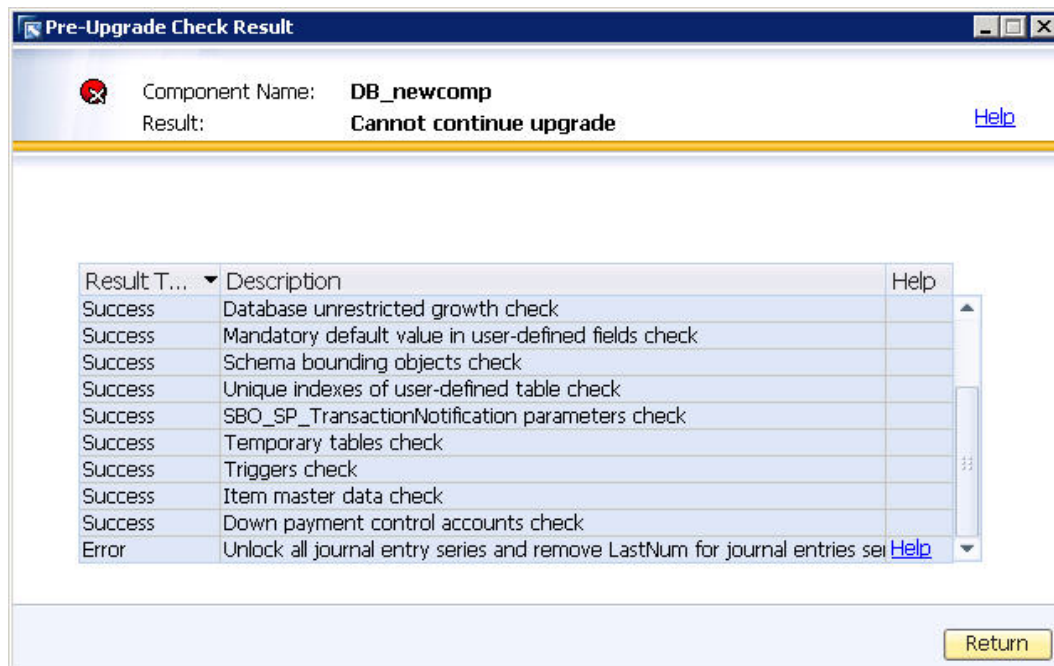 Pre-Upgrade Check Result
Component Name: DB_newcomp
Result: Cannot continue upgrade
Help
Result T... Description Help
Success Database unrestricted growth check
Success Mandatory default value in user-defined fields check
Success Schema bounding objects check
Success Unique indexes of user-defined table check
Success SBO_SP_TransactionNotification parameters check
Success Temporary tables check
Success Triggers check
Success Item master data check
Success Down payment control accounts check
Error Unlock all journal entry series and remove LastNum for journal entries ser Help
Return